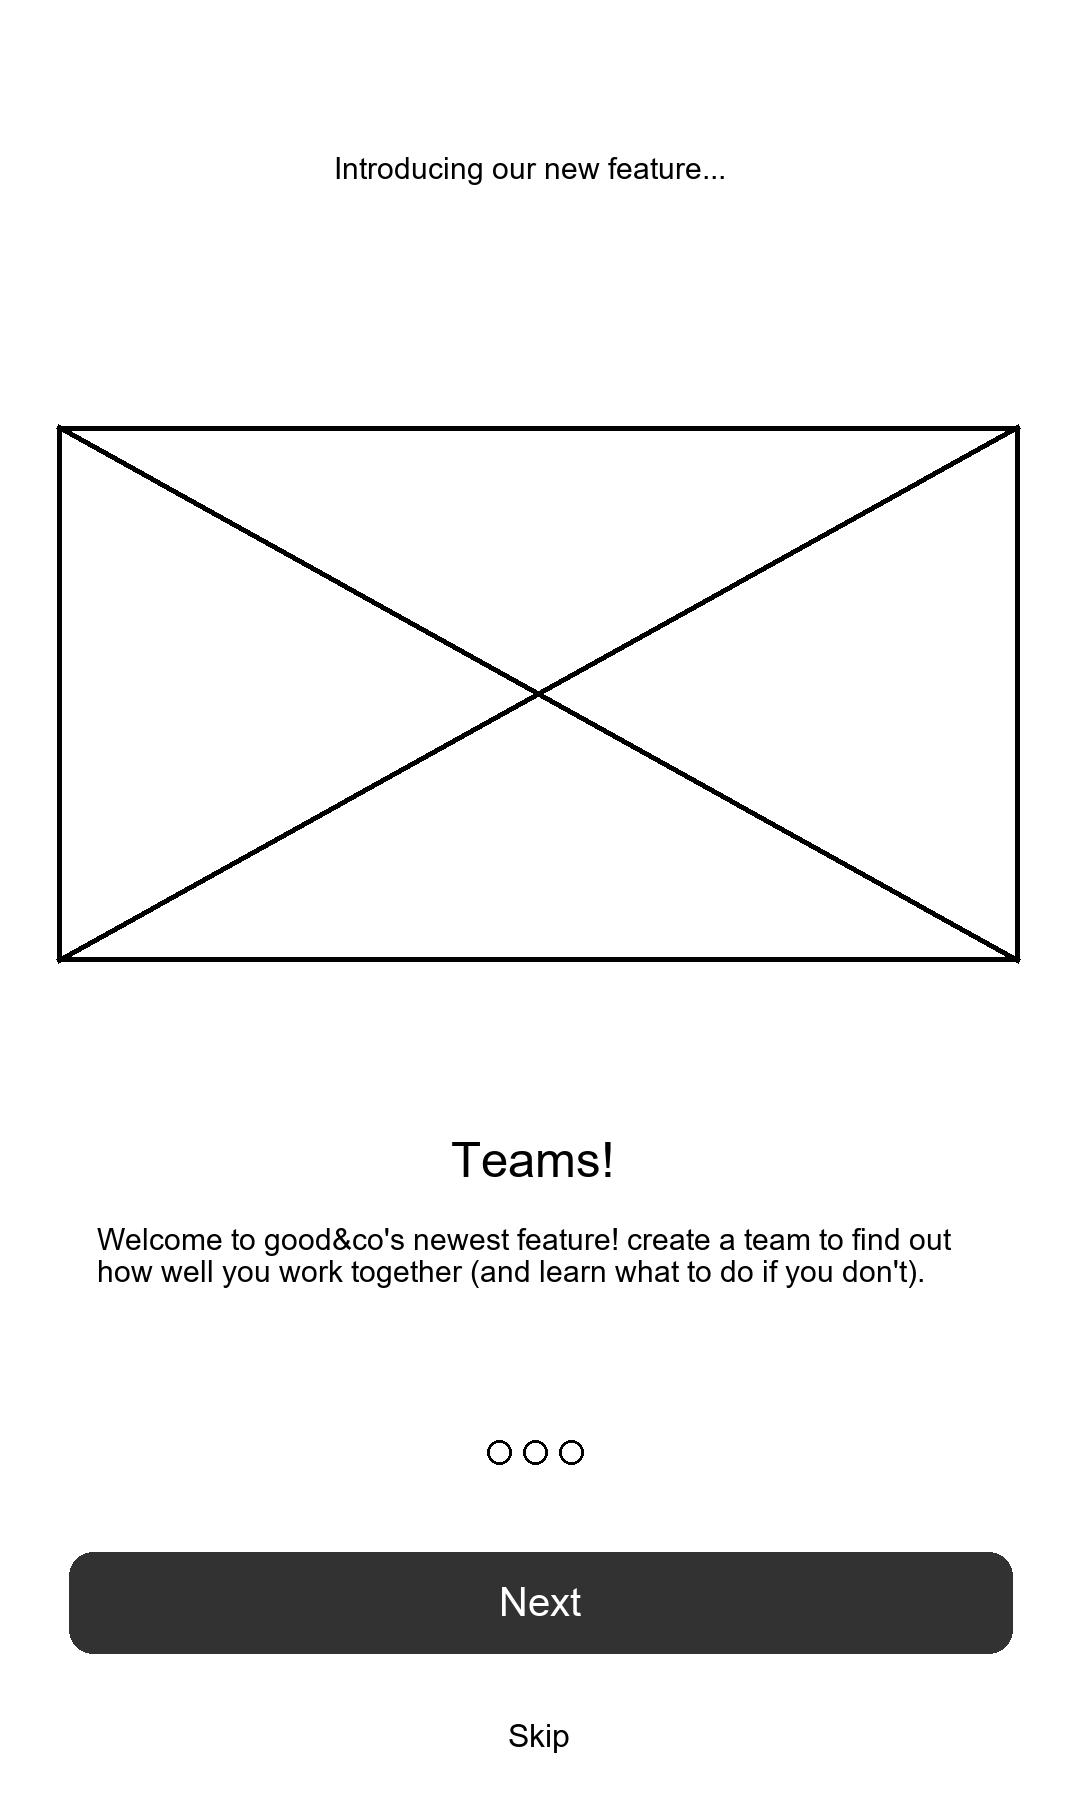 Introducing our new feature...
Teams!
Welcome to good&co's newest feature! create a team to find out
how well you work together (and learn what to do if you don't).
Next
Skip